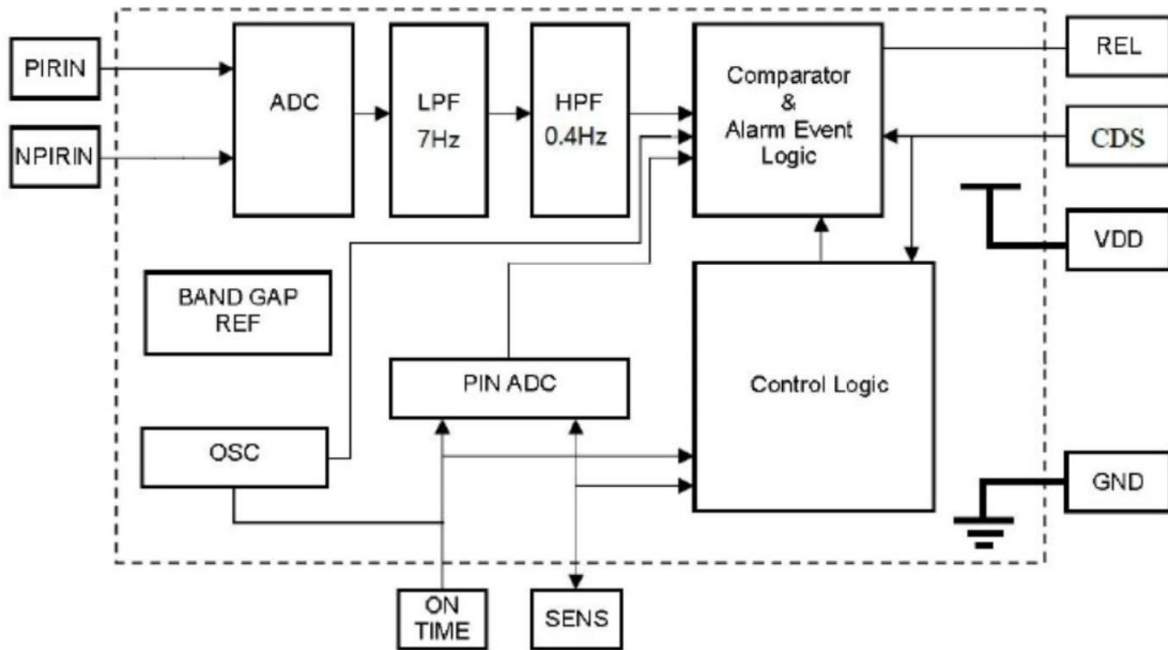 PIRIN
NPIRIN
ADC
LPF
7Hz
HPF
0.4Hz
Comparator
&
Alarm Event
Logic
REL
CDS
VDD
BAND GAP
REF
PIN ADC
Control Logic
OSC
GND
ON
TIME
SENS